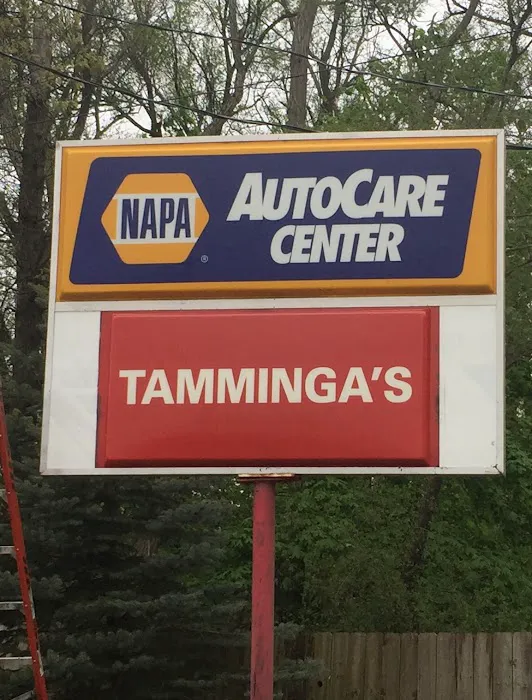 NAPA
®
AUTOCARE
CENTER
TAMMINGA'S